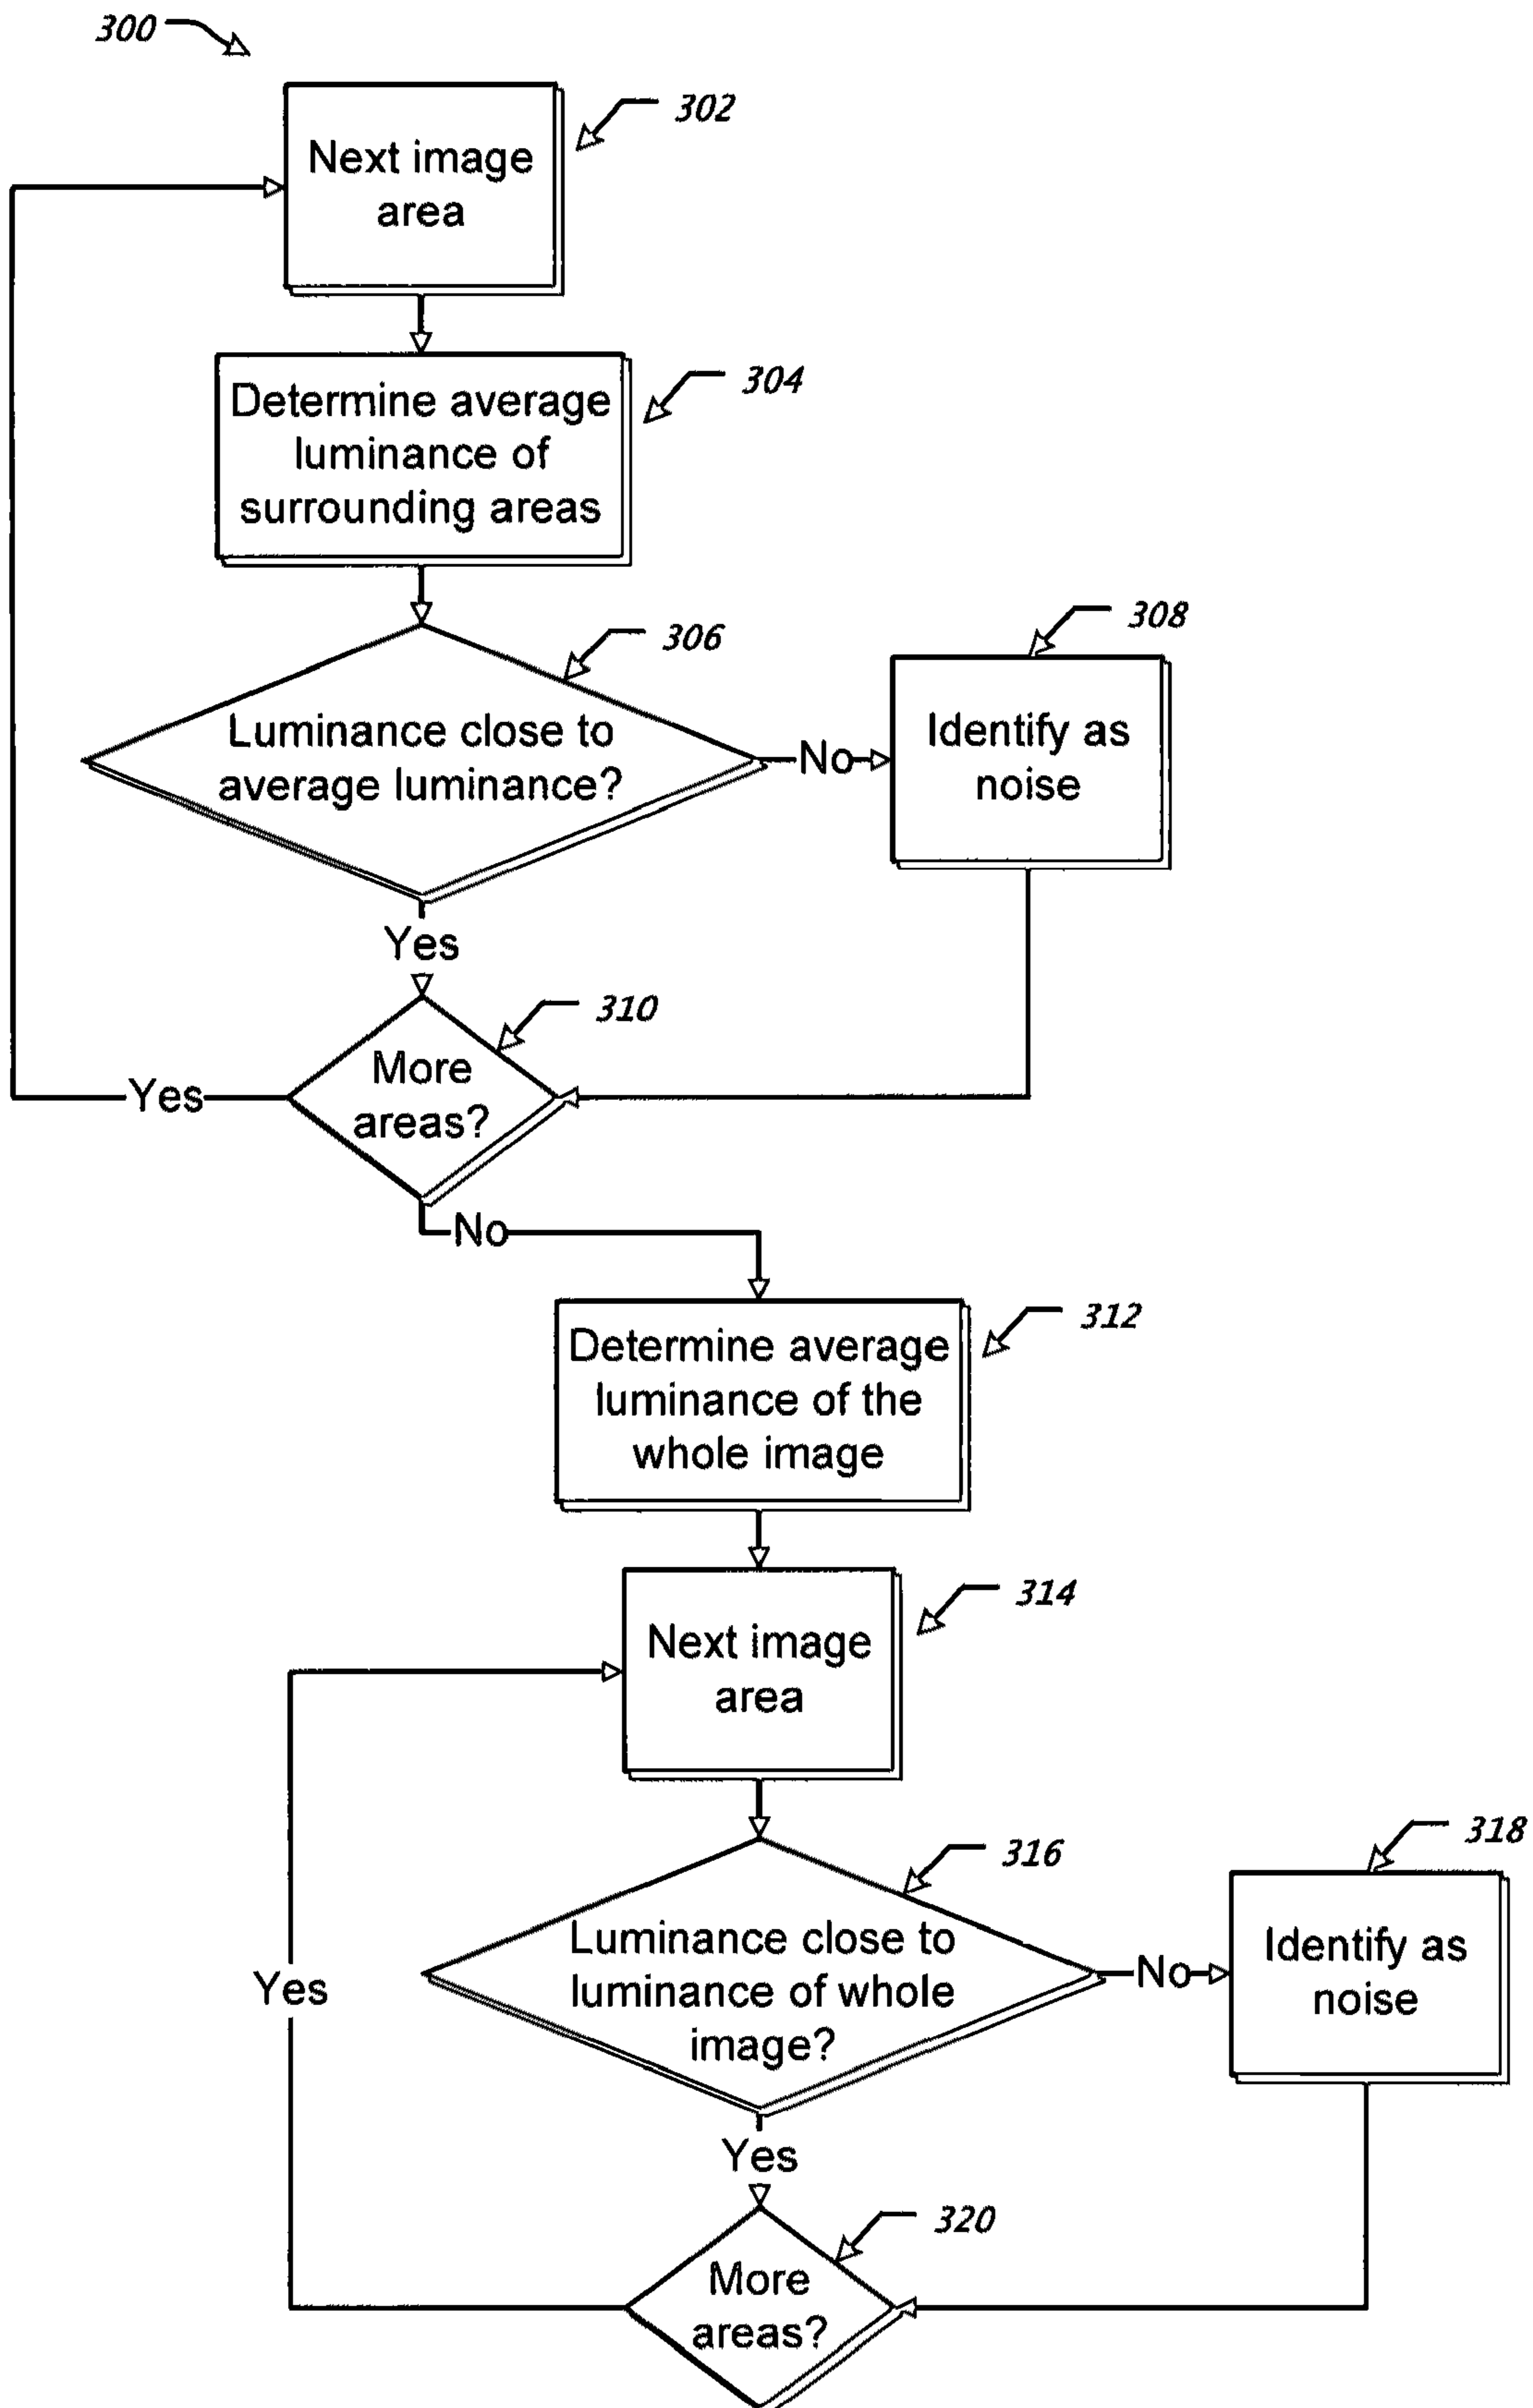 300
302
Next image
area
304
Determine average
luminance of
surrounding areas
306
308
Luminance close to
average luminance?
No
Identify as
noise
Yes
310
More
areas?
Yes
No
312
Determine average
luminance of the
whole image
314
Next image
area
316
318
Luminance close to
luminance of whole
image?
No
Identify as
noise
Yes
Yes
320
More
areas?